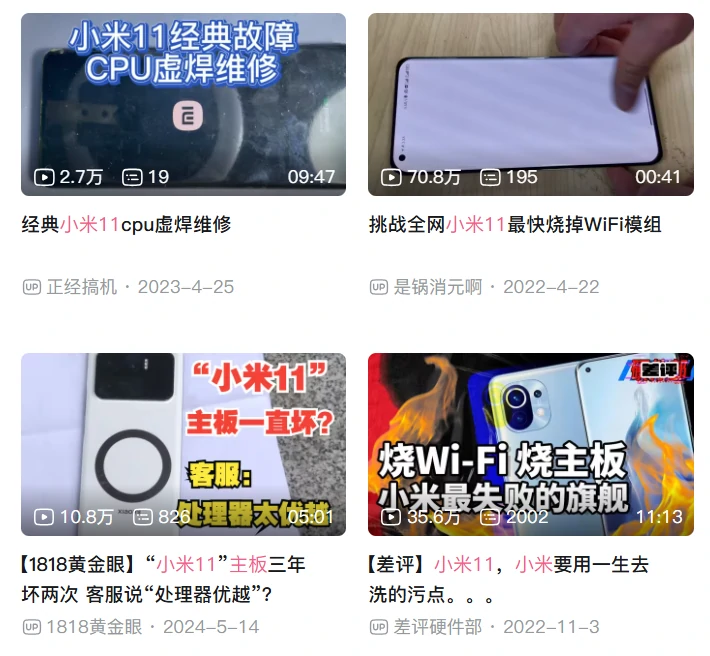 小米11经典故障
CPU虚焊维修
2.7万 19 09:47
70.8万 195 00:41
经典小米11cpu虚焊维修
挑战全网小米11最快烧掉WiFi模组
UP 正经搞机 · 2023-4-25
UP 是锅消元啊 · 2022-4-22
“小米11”
主板一直坏?
客服:
处理器太优越
10.8万 826 05:01
差评
烧Wi-Fi 烧主板
小米最失败的旗舰
35.6万 2002 11:13
【1818黄金眼】“小米11”主板三年
坏两次 客服说“处理器优越”?
UP 1818黄金眼 · 2024-5-14
【差评】小米11，小米要用一生去
洗的污点。。。
UP 差评硬件部 · 2022-11-3